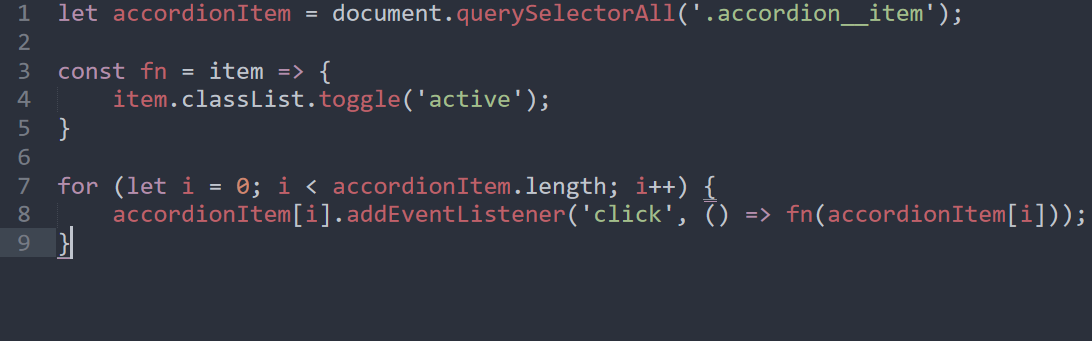 1 let accordionItem = document.querySelectorAll('.accordion__item');
2
3 const fn = item => {
4     item.classList.toggle('active');
5 }
6
7 for (let i = 0; i < accordionItem.length; i++) {
8     accordionItem[i].addEventListener('click', () => fn(accordionItem[i]));
9 }